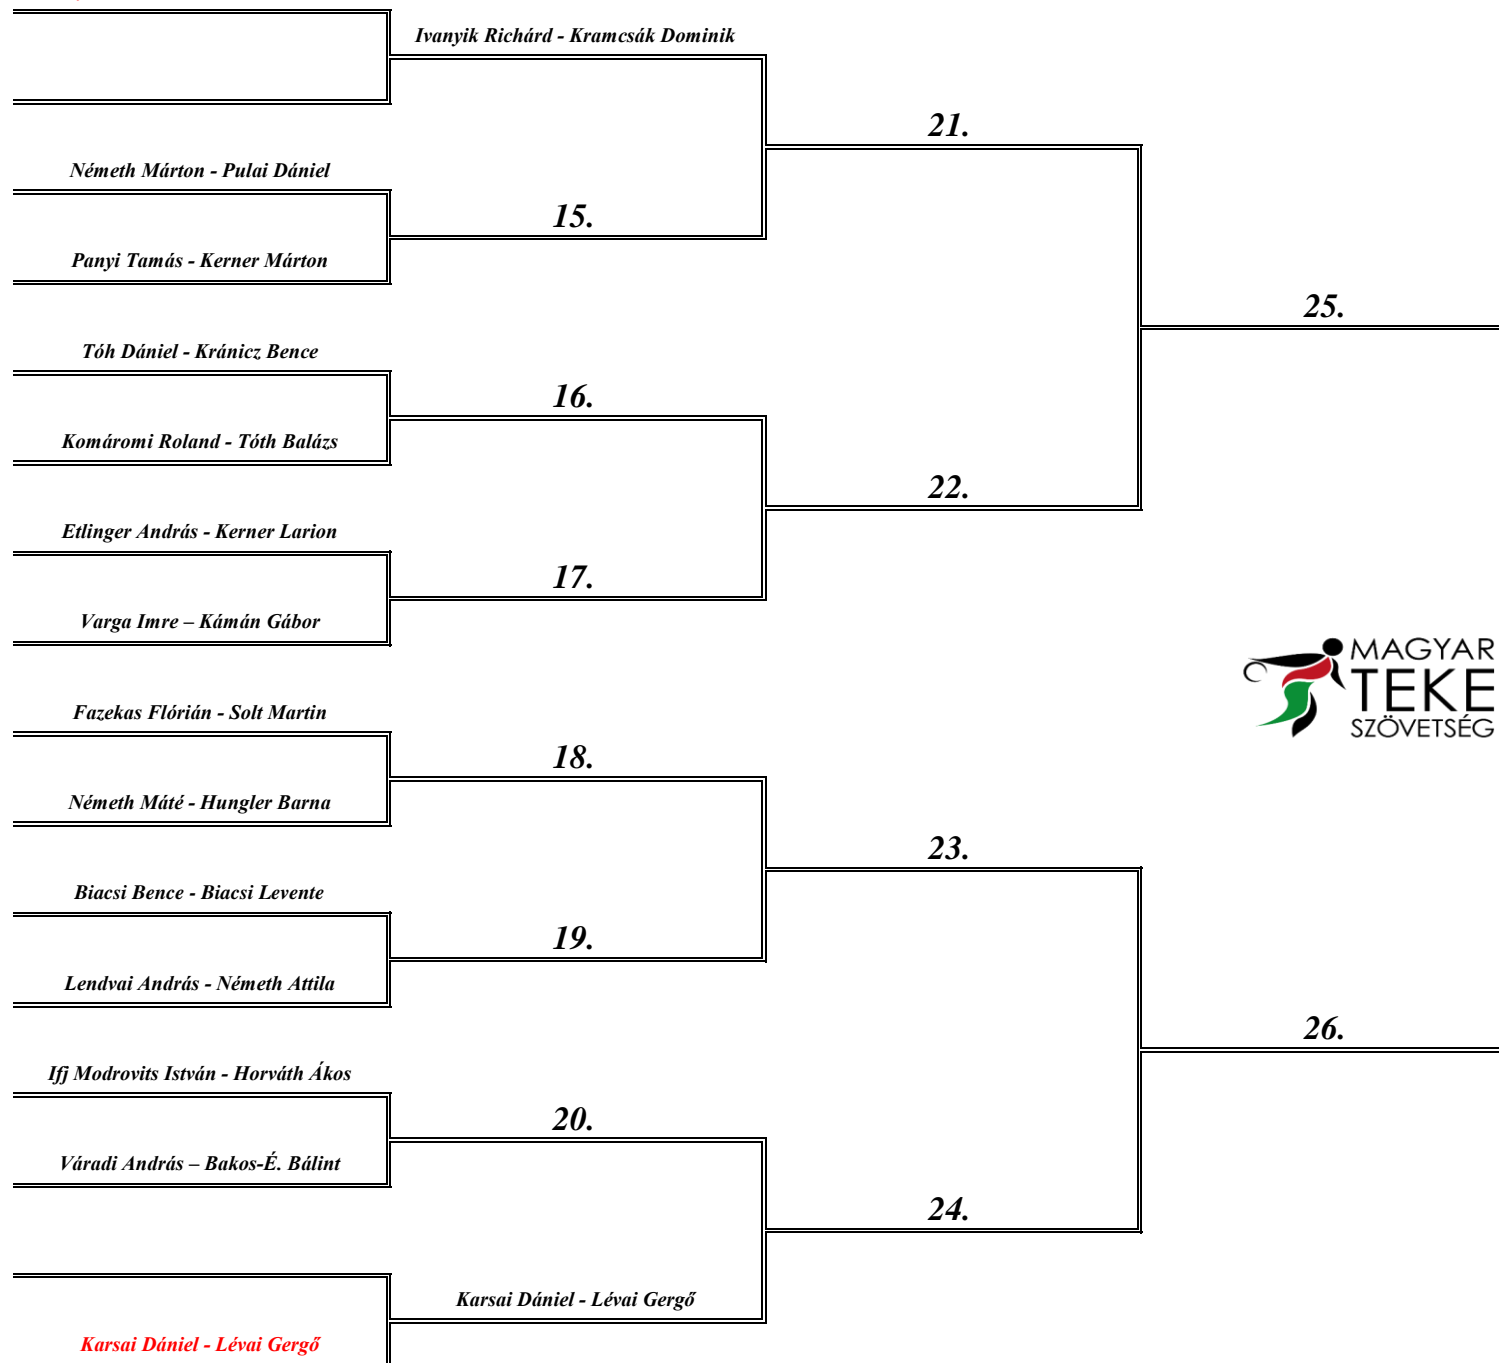 Ivanyik Richárd - Kramcsák Dominik
21.
Németh Márton - Pulai Dániel
15.
Panyi Tamás - Kerner Márton
25.
Tóh Dániel - Kránicz Bence
16.
Komáromi Roland - Tóth Balázs
22.
Etlinger András - Kerner Larion
17.
Varga Imre – Kámán Gábor
MAGYAR
TEKE
SZÖVETSÉG
Fazekas Flórián - Solt Martin
18.
Németh Máté - Hungler Barna
23.
Biacsi Bence - Biacsi Levente
19.
Lendvai András - Németh Attila
26.
Ifj Modrovits István - Horváth Ákos
20.
Váradi András – Bakos-É. Bálint
24.
Karsai Dániel - Lévai Gergő
Karsai Dániel - Lévai Gergő